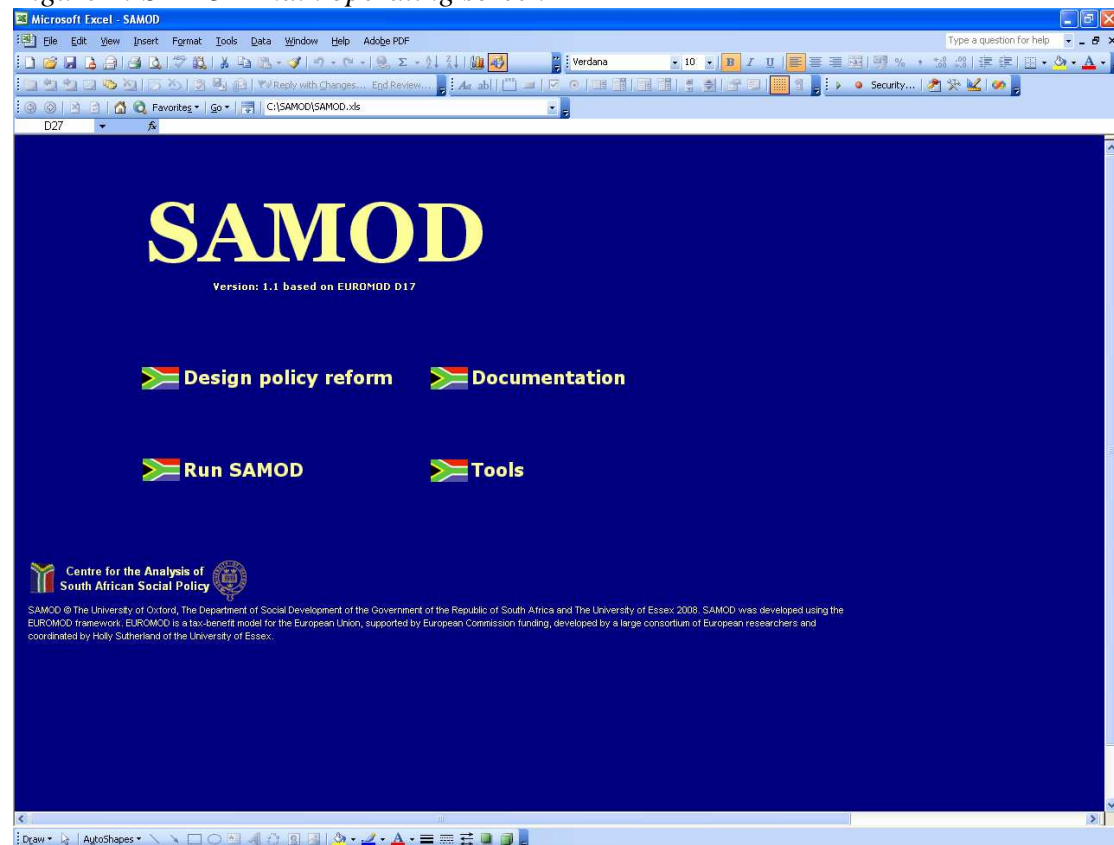 Microsoft Excel - SAMOD
File Edit View Insert Format Tools Data Window Help Adobe PDF Type a question for help
Verdana 10 B I U
Reply with Changes... End Review... Security...
Favorites Go C:\SAMOD\SAMOD.xls
D27 fx
SAMOD
Version: 1.1 based on EUROMOD D17
Design policy reform Documentation
Run SAMOD Tools
Centre for the Analysis of
South African Social Policy
SAMOD © The University of Oxford, The Department of Social Development of the Government of the Republic of South Africa and The University of Essex 2008. SAMOD was developed using the
EUROMOD framework. EUROMOD is a tax-benefit model for the European Union, supported by European Commission funding, developed by a large consortium of European researchers and
coordinated by Holly Sutherland of the University of Essex.
Draw AutoShapes